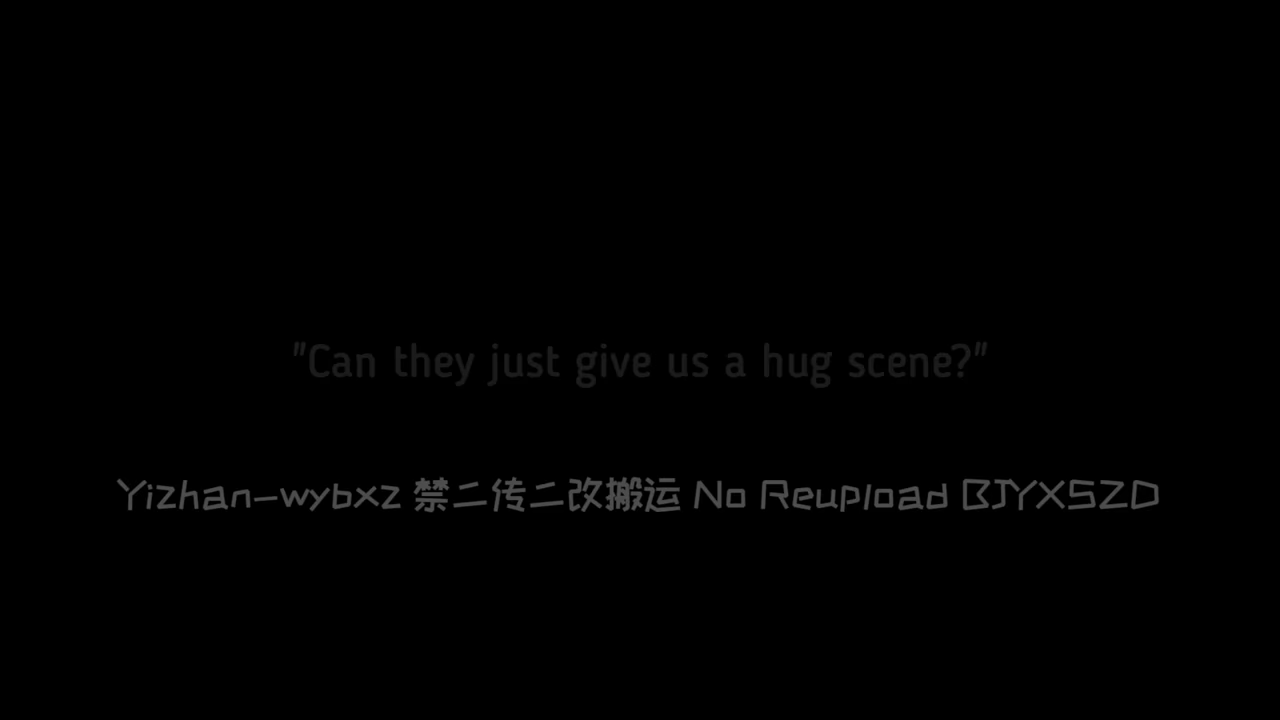 "Can they just give us a hug scene?"
Yizhan-wybxz 禁二传二改搬运 No Reupload BJYXSZD